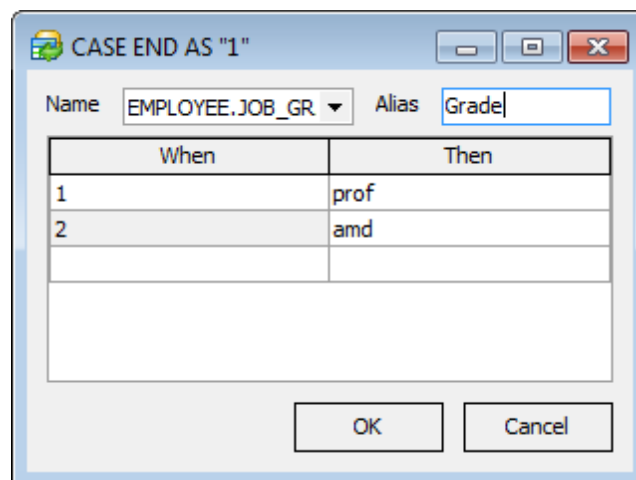 CASE END AS "1"
Name EMPLOYEE.JOB_GR Alias Grade
When Then
1 prof
2 amd
OK Cancel